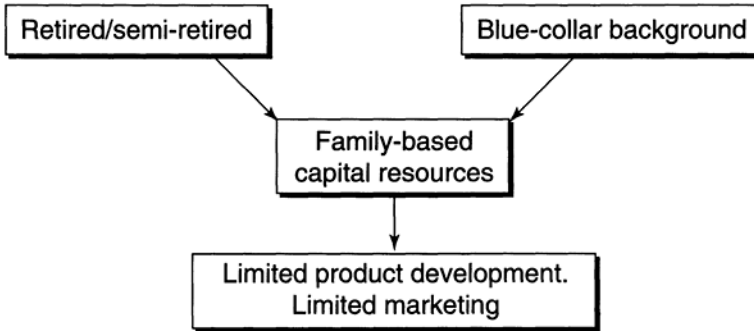 Retired/semi-retired
Blue-collar background
Family-based
capital resources
Limited product development.
Limited marketing